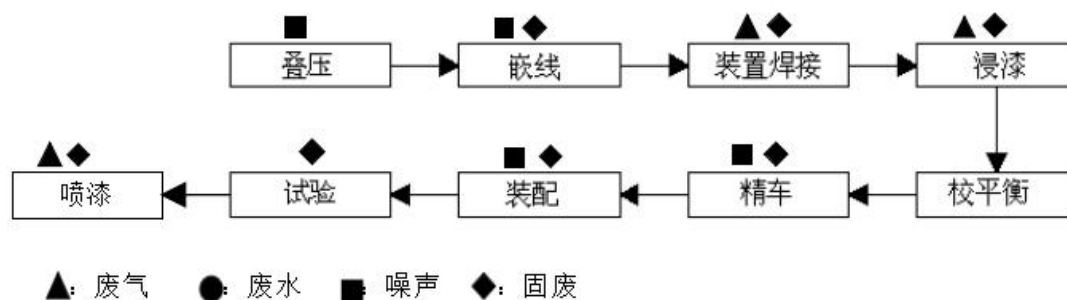 叠压 嵌线 装置焊接 浸漆
喷漆 试验 装配 精车 校平衡
▲：废气 ●：废水 ■：噪声 ◆：固废